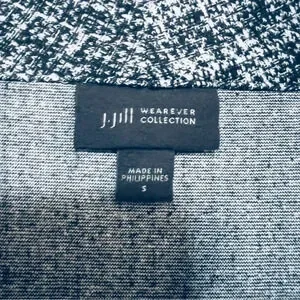 J.Jill WEAREVER
COLLECTION
MADE IN
PHILIPPINES
S